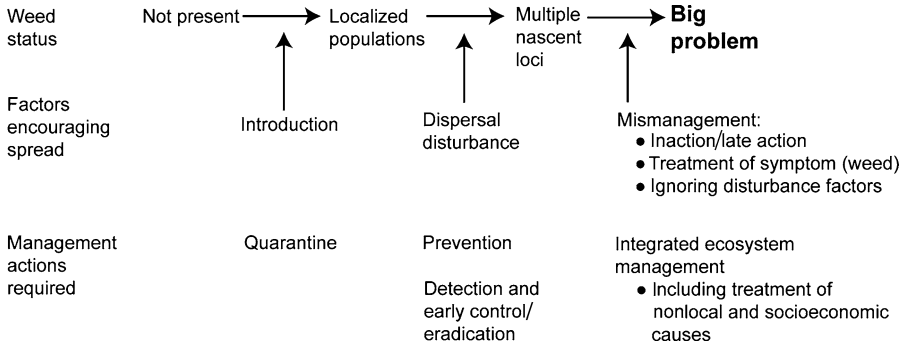 Weed status
Not present
Localized populations
Multiple nascent loci
Big problem
Factors encouraging spread
Introduction
Dispersal disturbance
Mismanagement:
● Inaction/late action
● Treatment of symptom (weed)
● Ignoring disturbance factors
Management actions required
Quarantine
Prevention
Detection and early control/ eradication
Integrated ecosystem management
● Including treatment of nonlocal and socioeconomic causes